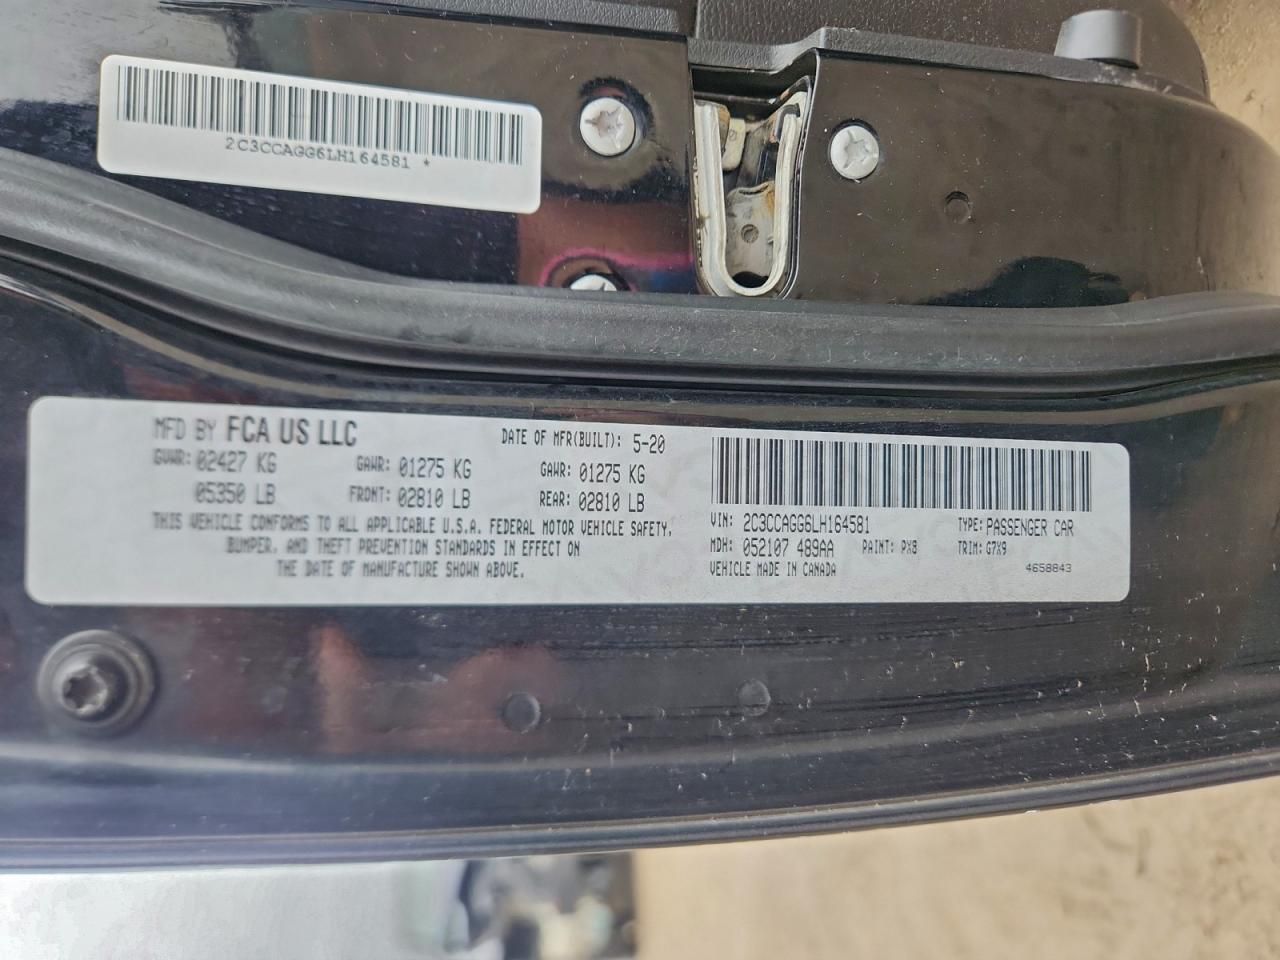 2C3CCAGG6LH164581 *
MFD BY FCA US LLC
DATE OF MFR(BUILT): 5-20
GVWR: 02427 KG GAWR: 01275 KG GAWR: 01275 KG
05350 LB FRONT: 02810 LB REAR: 02810 LB
THIS VEHICLE CONFORMS TO ALL APPLICABLE U.S.A. FEDERAL MOTOR VEHICLE SAFETY,
BUMPER, AND THEFT PREVENTION STANDARDS IN EFFECT ON
THE DATE OF MANUFACTURE SHOWN ABOVE.
VIN: 2C3CCAGG6LH164581 TYPE: PASSENGER CAR
MDH: 052107 489AA PAINT: PX8 TRIM: G7X9
VEHICLE MADE IN CANADA 4658843